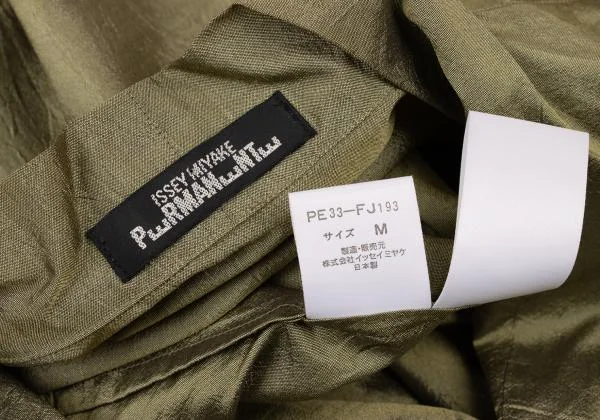 ISSEY MIYAKE
PERMANENTE
PE33-FJ193
サイズ M
製造・販売元
株式会社イッセイミヤケ
日本製